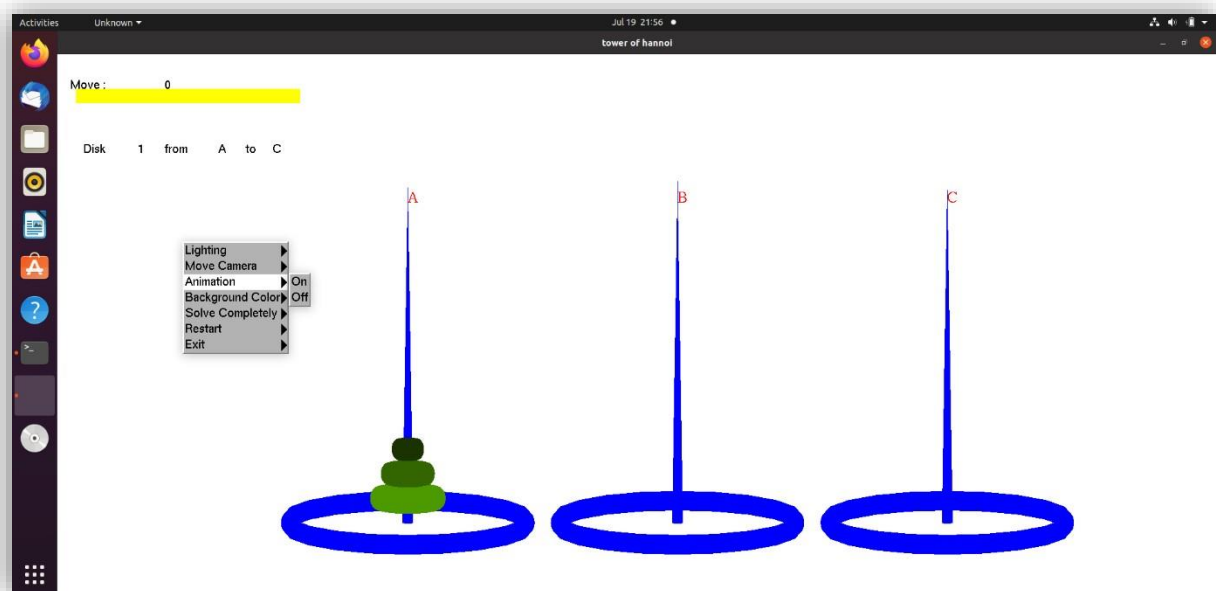 Activities Unknown Jul 19 21:56
tower of hannoi
Move : 0
Disk 1 from A to C
A B C
Lighting
Move Camera
Animation On
Background Color Off
Solve Completely
Restart
Exit